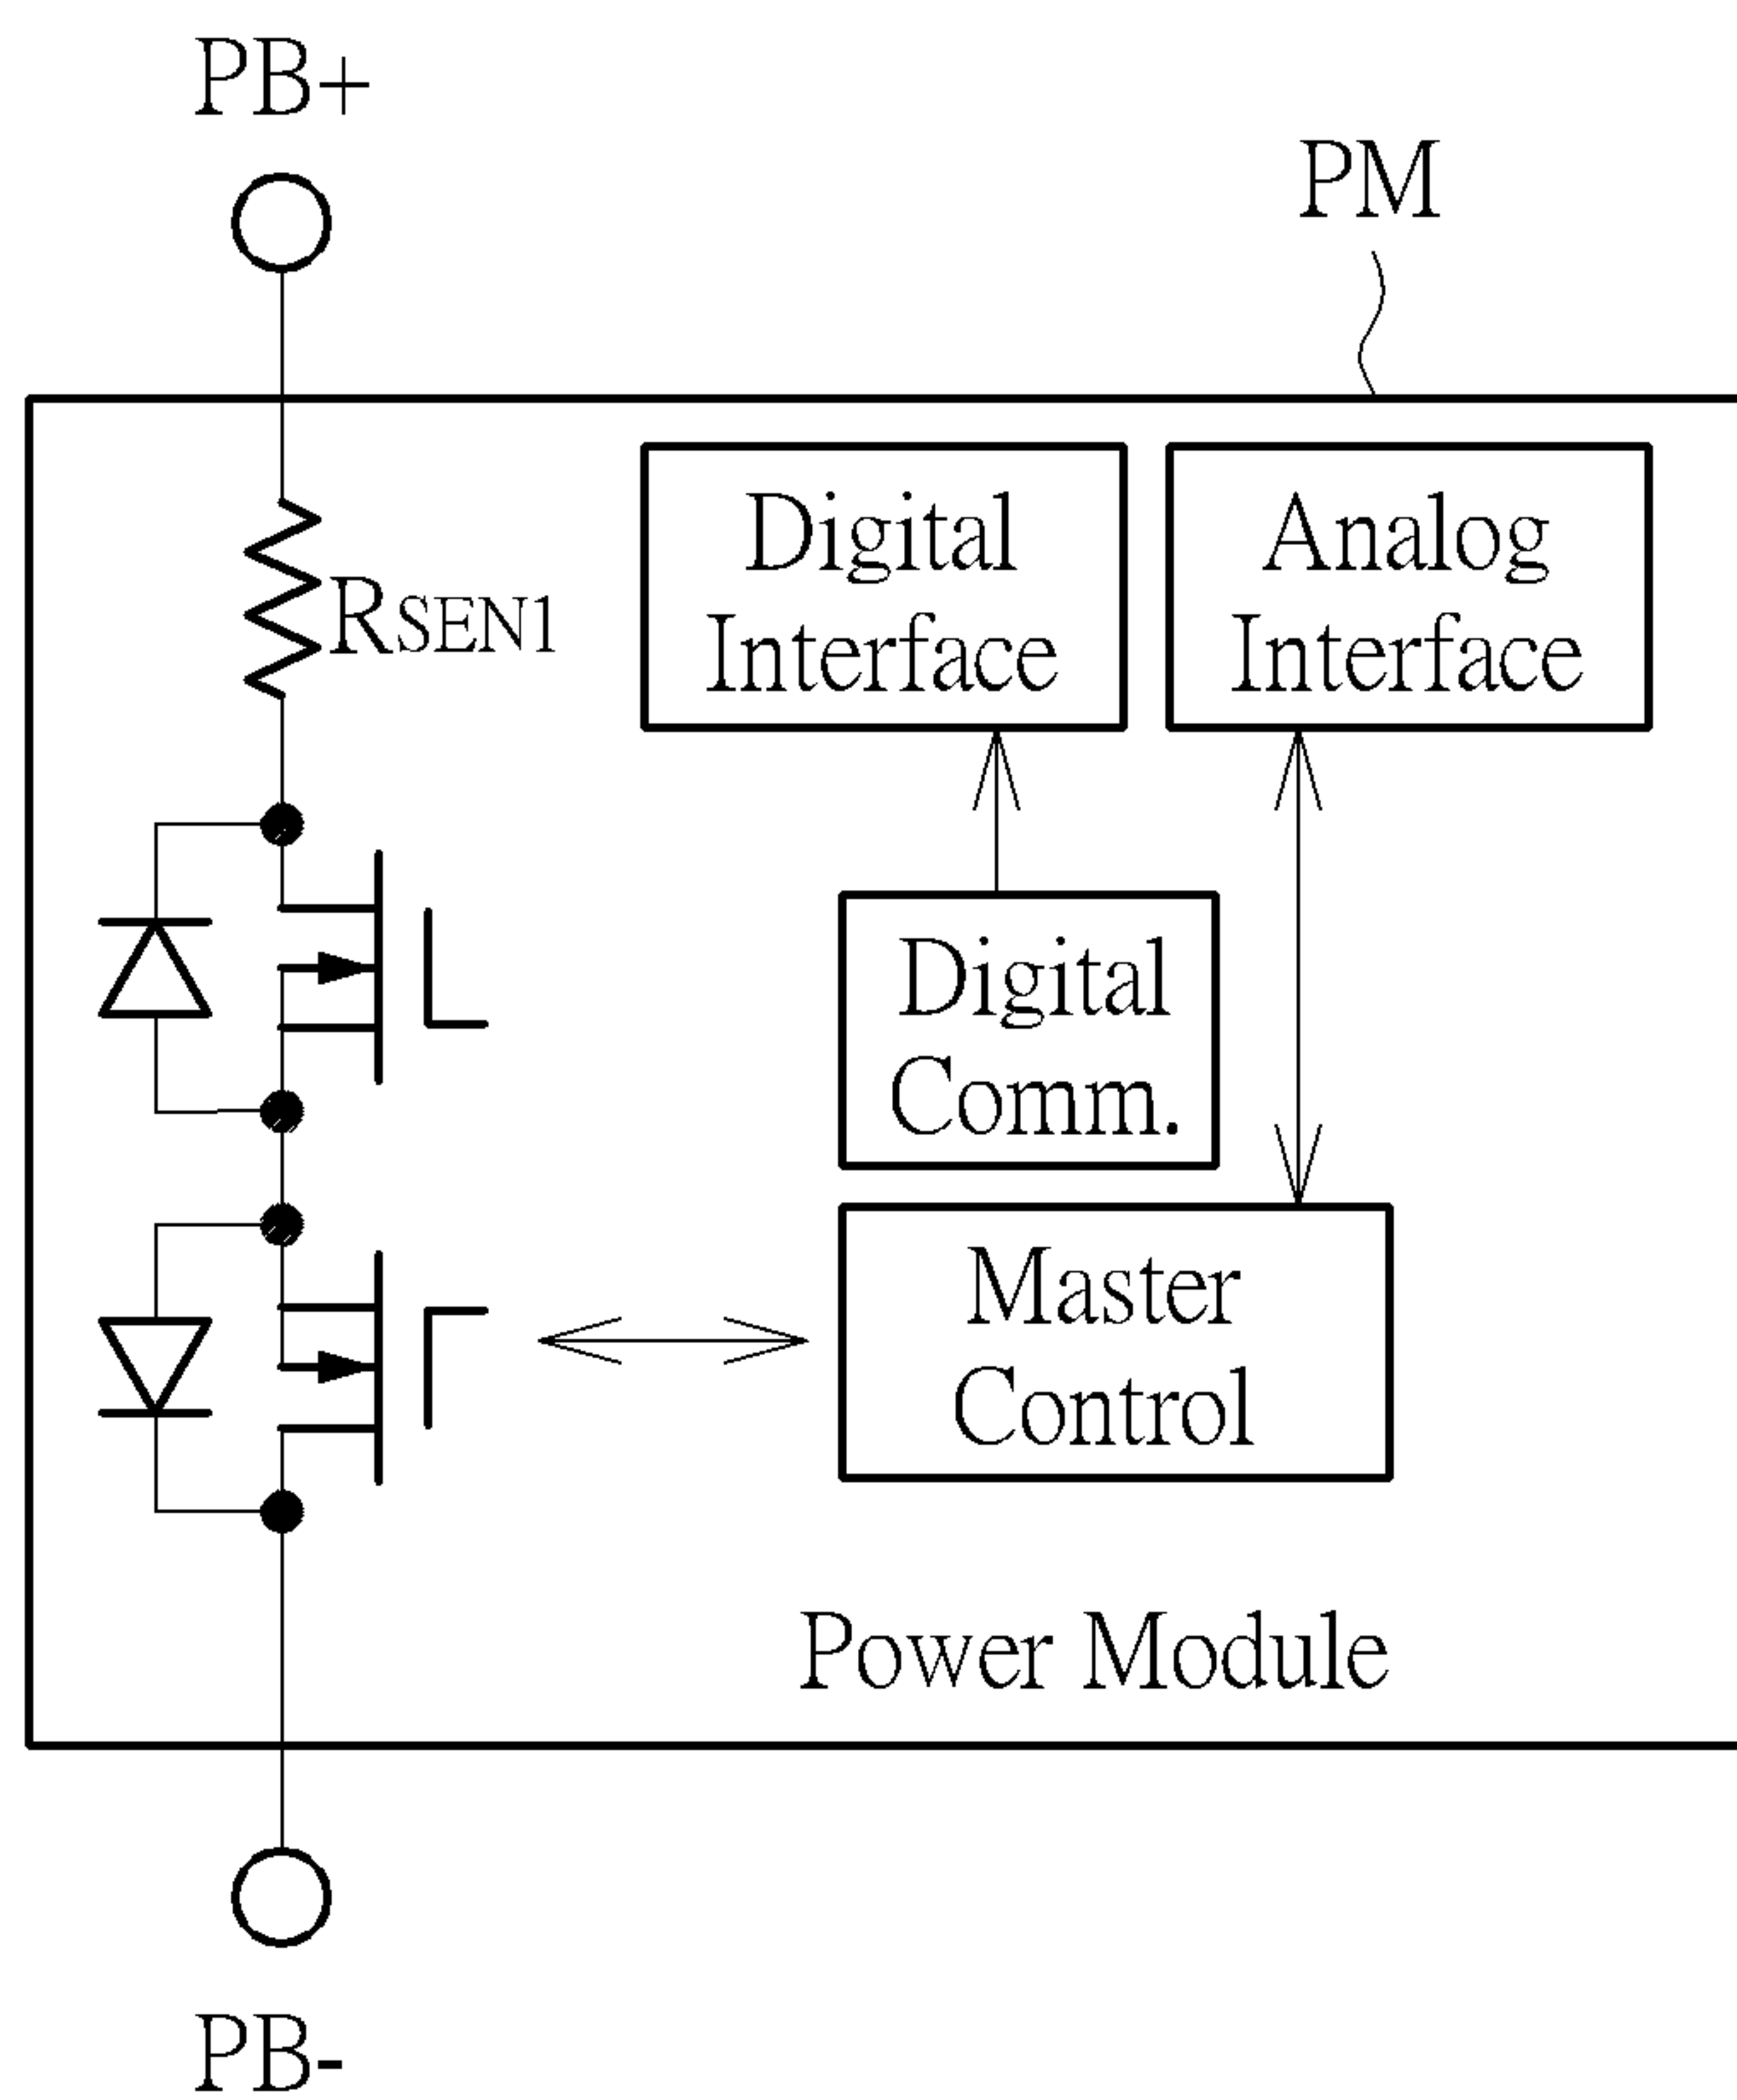 PB+
PM
Digital
Interface
Analog
Interface
RSEN1
Digital
Comm.
Master
Control
Power Module
PB-